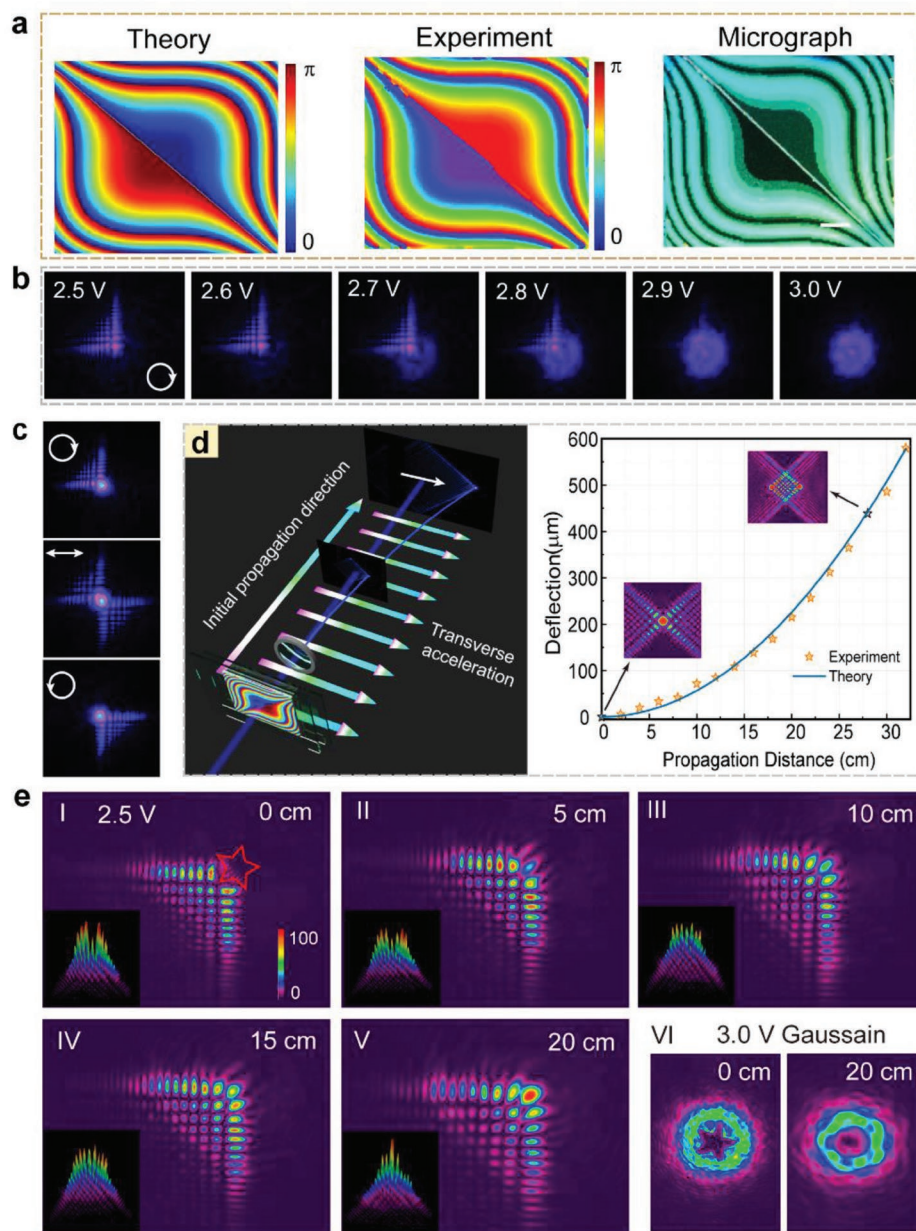 a
Theory
Experiment
Micrograph
π
0
π
0
b
2.5 V
2.6 V
2.7 V
2.8 V
2.9 V
3.0 V
c
d
Initial propagation direction
Transverse
acceleration
600
500
400
300
200
100
0
Deflection(μm)
Experiment
Theory
0 5 10 15 20 25 30
Propagation Distance (cm)
e
I 2.5 V 0 cm
100
0
II 5 cm
III 10 cm
IV 15 cm
V 20 cm
VI 3.0 V Gaussain
0 cm
20 cm